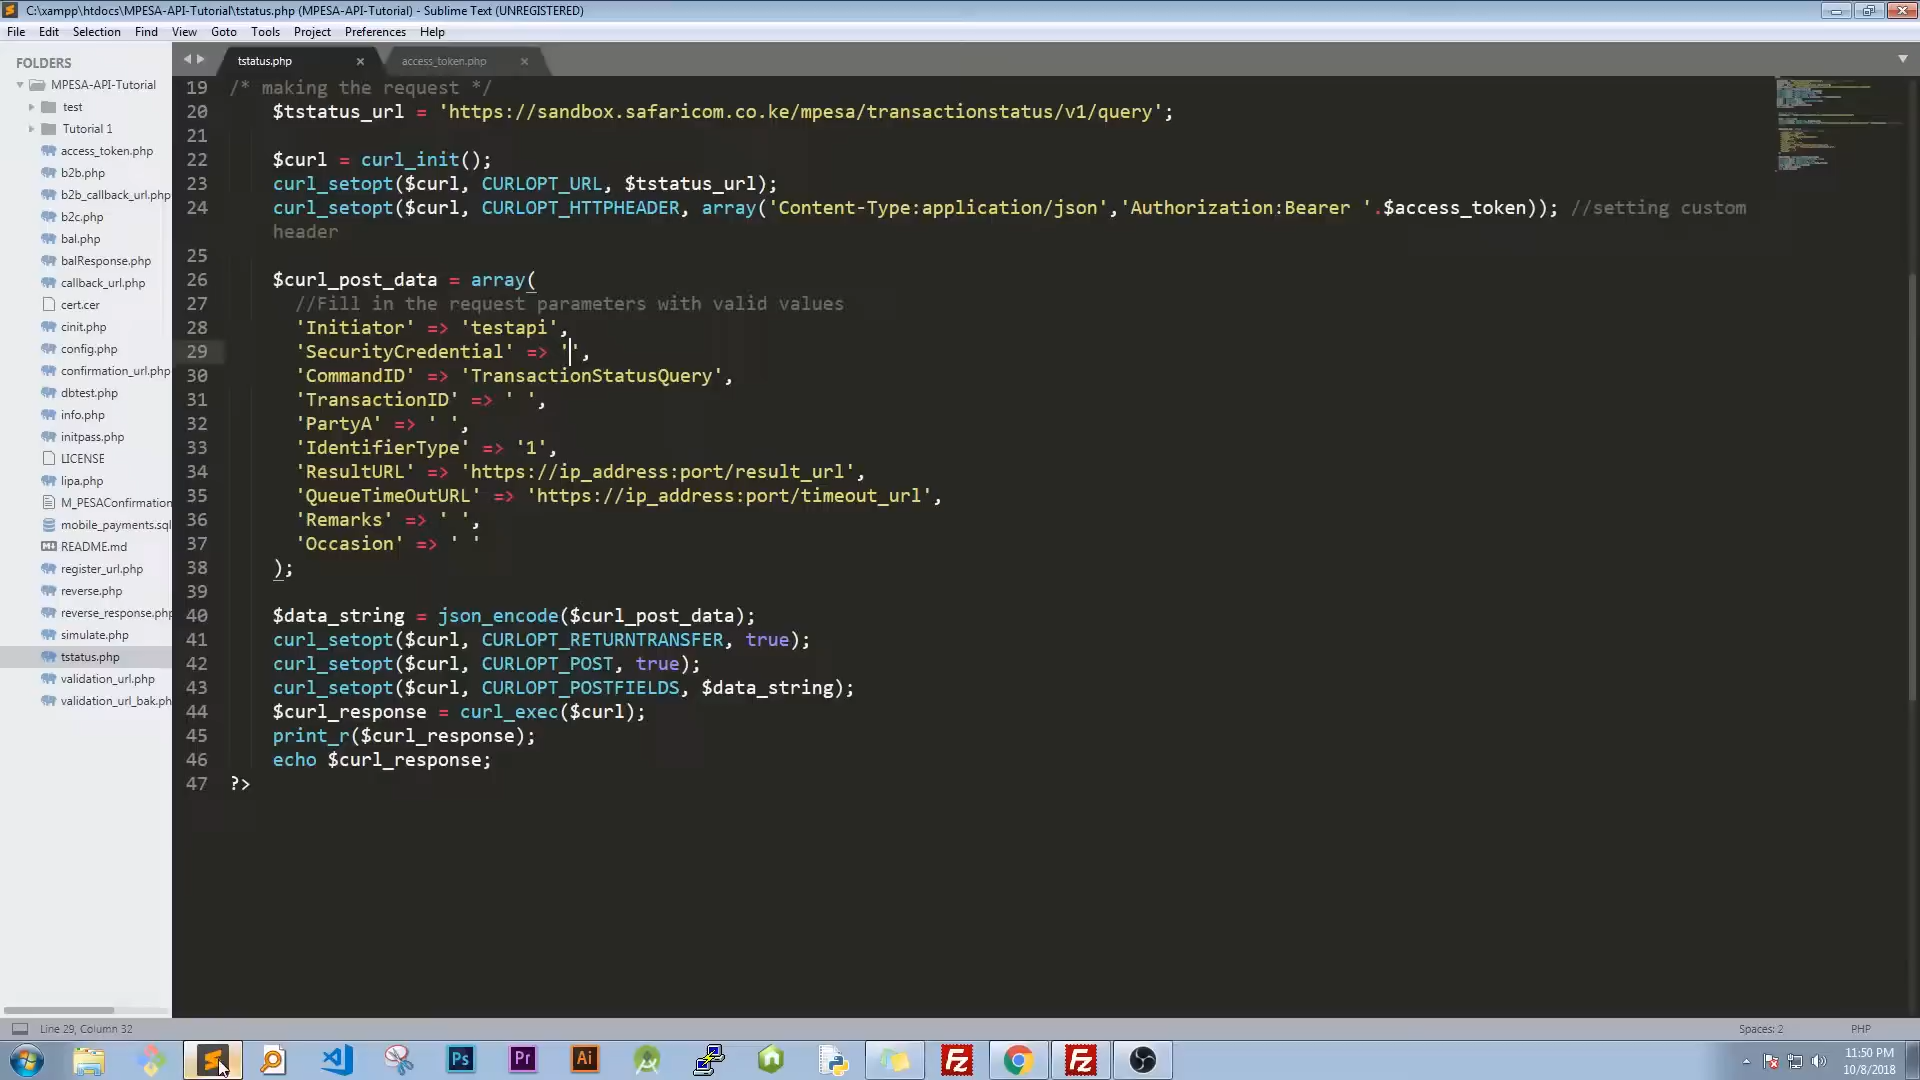 C:\xampp\htdocs\MPESA-API-Tutorial\tstatus.php (MPESA-API-Tutorial) - Sublime Text (UNREGISTERED)
File Edit Selection Find View Goto Tools Project Preferences Help
FOLDERS
MPESA-API-Tutorial
test
Tutorial 1
access_token.php
b2b.php
b2b_callback_url.php
b2c.php
bal.php
balResponse.php
callback_url.php
cert.cer
cinit.php
config.php
confirmation_url.php
dbtest.php
info.php
initpass.php
LICENSE
lipa.php
M_PESAConfirmation
mobile_payments.sql
README.md
register_url.php
reverse.php
reverse_response.php
simulate.php
tstatus.php
validation_url.php
validation_url_bak.ph
tstatus.php access_token.php
19 /* making the request */
20 $tstatus_url = 'https://sandbox.safaricom.co.ke/mpesa/transactionstatus/v1/query';
21
22 $curl = curl_init();
23 curl_setopt($curl, CURLOPT_URL, $tstatus_url);
24 curl_setopt($curl, CURLOPT_HTTPHEADER, array('Content-Type:application/json','Authorization:Bearer '.$access_token)); //setting custom
header
25
26 $curl_post_data = array(
27 //Fill in the request parameters with valid values
28 'Initiator' => 'testapi',
29 'SecurityCredential' => '',
30 'CommandID' => 'TransactionStatusQuery',
31 'TransactionID' => ' ',
32 'PartyA' => ' ',
33 'IdentifierType' => '1',
34 'ResultURL' => 'https://ip_address:port/result_url',
35 'QueueTimeOutURL' => 'https://ip_address:port/timeout_url',
36 'Remarks' => ' ',
37 'Occasion' => ' '
38 );
39
40 $data_string = json_encode($curl_post_data);
41 curl_setopt($curl, CURLOPT_RETURNTRANSFER, true);
42 curl_setopt($curl, CURLOPT_POST, true);
43 curl_setopt($curl, CURLOPT_POSTFIELDS, $data_string);
44 $curl_response = curl_exec($curl);
45 print_r($curl_response);
46 echo $curl_response;
47 ?>
Line 29, Column 32
Spaces: 2 PHP
Ps Pr Ai
11:50 PM
10/8/2018